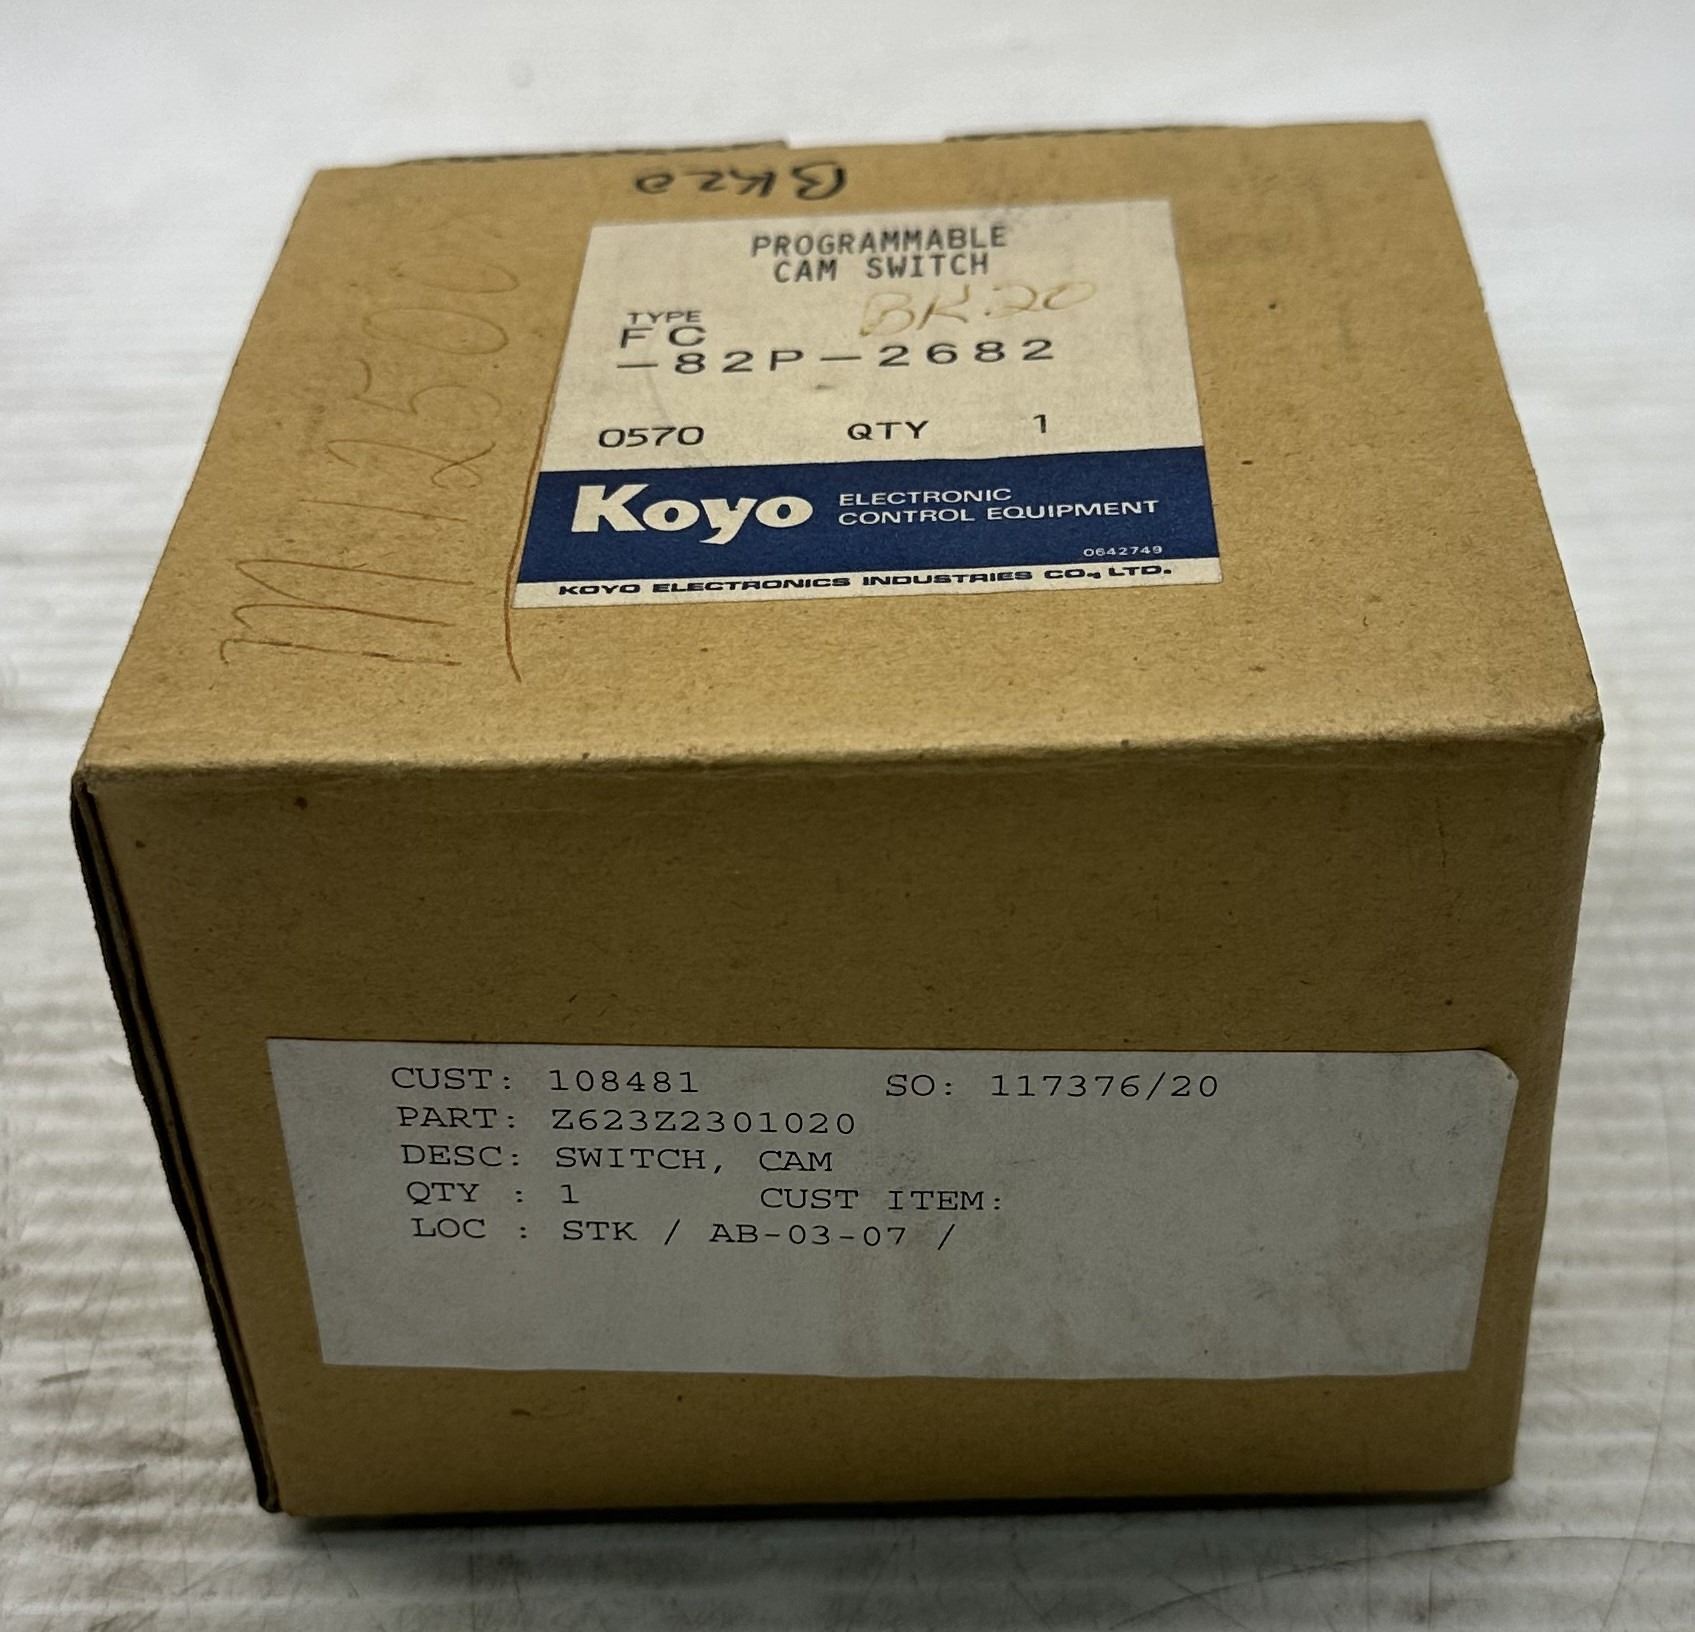 BK20
PROGRAMMABLE
CAM SWITCH
BK.20
TYPE
FC
-82P-2682
0570 QTY 1
Koyo ELECTRONIC
CONTROL EQUIPMENT
0642749
KOYO ELECTRONICS INDUSTRIES CO., LTD.
CUST: 108481 SO: 117376/20
PART: Z623Z2301020
DESC: SWITCH, CAM
QTY : 1 CUST ITEM:
LOC : STK / AB-03-07 /